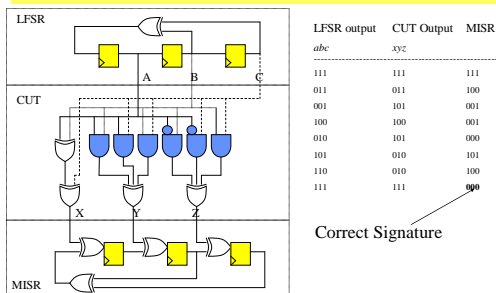 LFSR
A B C
CUT
X Y Z
MISR
LFSR output CUT Output MISR
abc xyz
111 111 111
011 011 100
001 101 001
100 100 001
010 101 000
101 010 101
110 010 100
111 111 000
Correct Signature